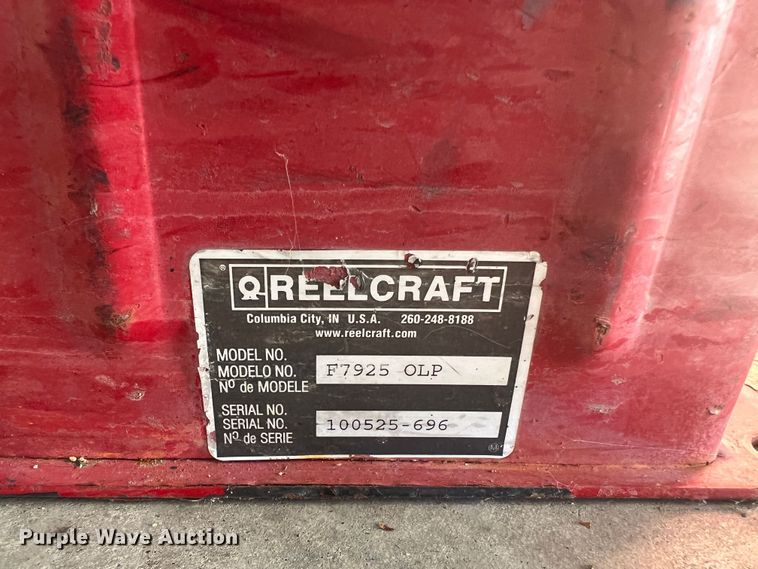 ® REELCRAFT
Columbia City, IN U.S.A. 260-248-8188
www.reelcraft.com
MODEL NO.
MODELO NO. F7925 OLP
Nº de MODELE
SERIAL NO.
SERIAL NO. 100525-696
Nº de SERIE
Purple Wave Auction